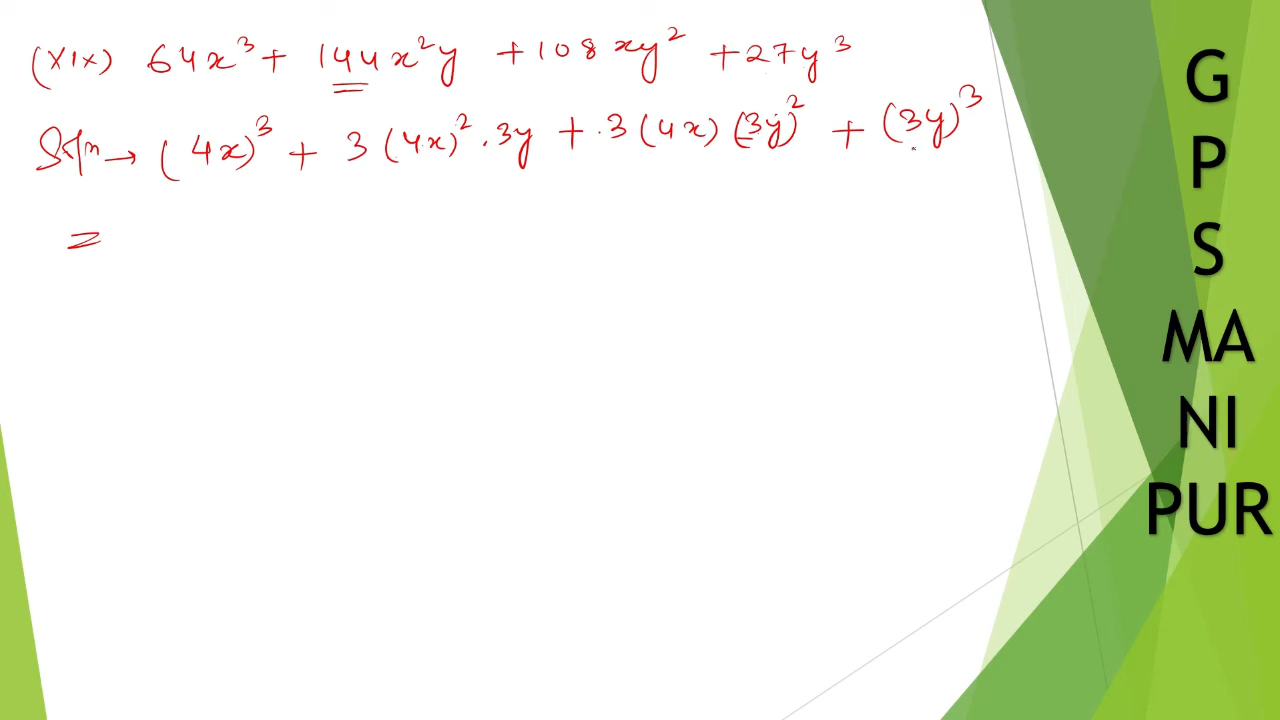 (XIX) 64x³ + 144x²y + 108xy² + 27y³
Soln → (4x)³ + 3(4x)².3y + .3(4x)(3y)² + (3y)³
=
G
P
S
MA
NI
PUR